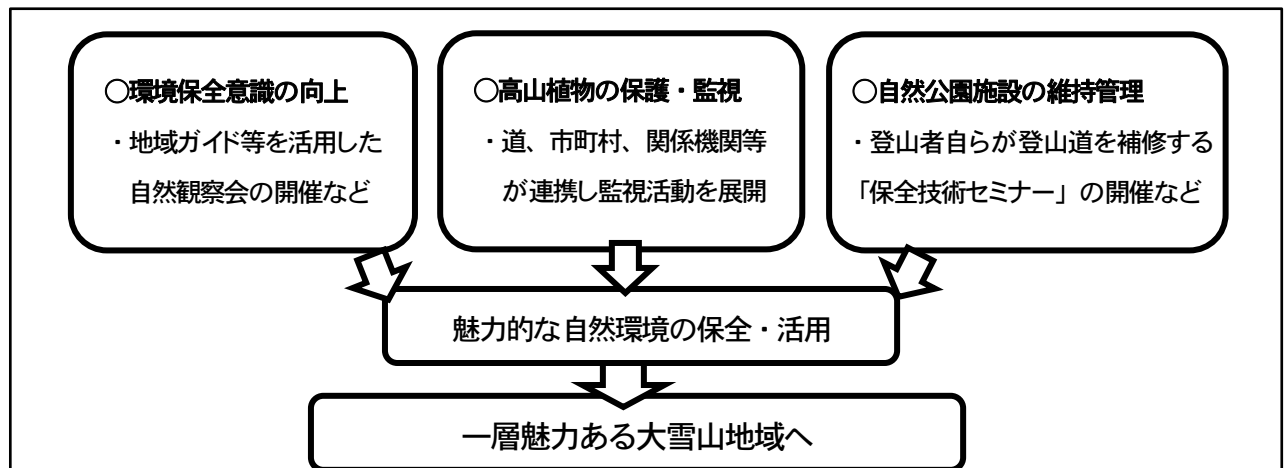 ○環境保全意識の向上
・地域ガイド等を活用した
自然観察会の開催など
○高山植物の保護・監視
・道、市町村、関係機関等
が連携し監視活動を展開
○自然公園施設の維持管理
・登山者自らが登山道を補修する
「保全技術セミナー」の開催など
魅力的な自然環境の保全・活用
一層魅力ある大雪山地域へ